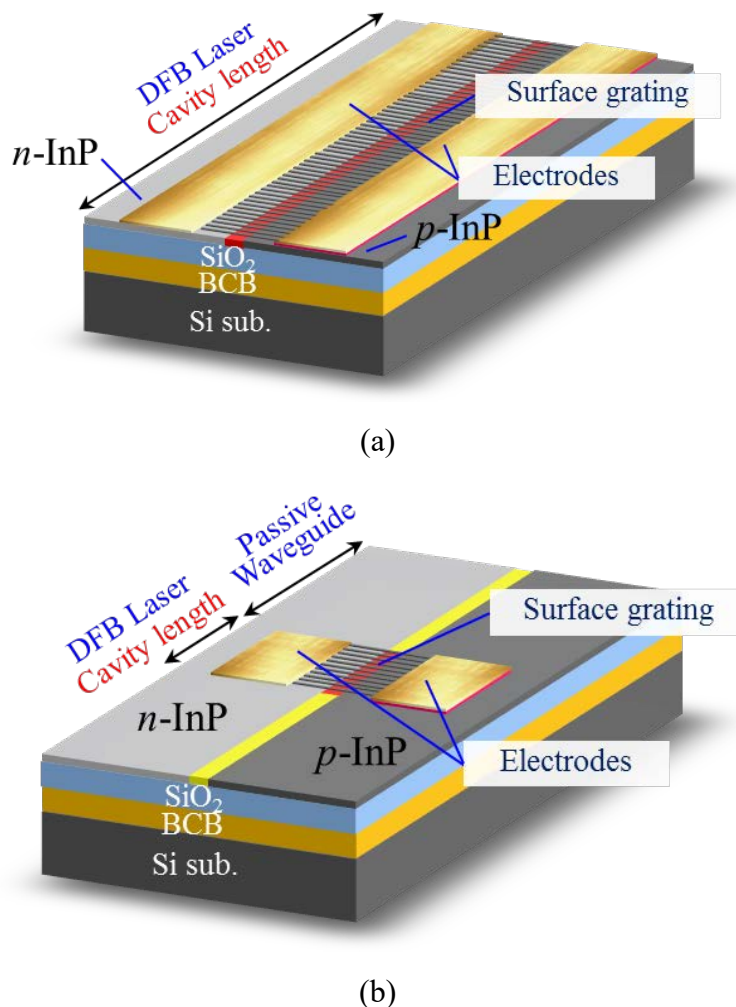 DFB Laser
Cavity length
n-InP
Surface grating
Electrodes
p-InP
SiO₂
BCB
Si sub.
(a)
Passive
Waveguide
DFB Laser
Cavity length
Surface grating
n-InP
p-InP
Electrodes
SiO₂
BCB
Si sub.
(b)